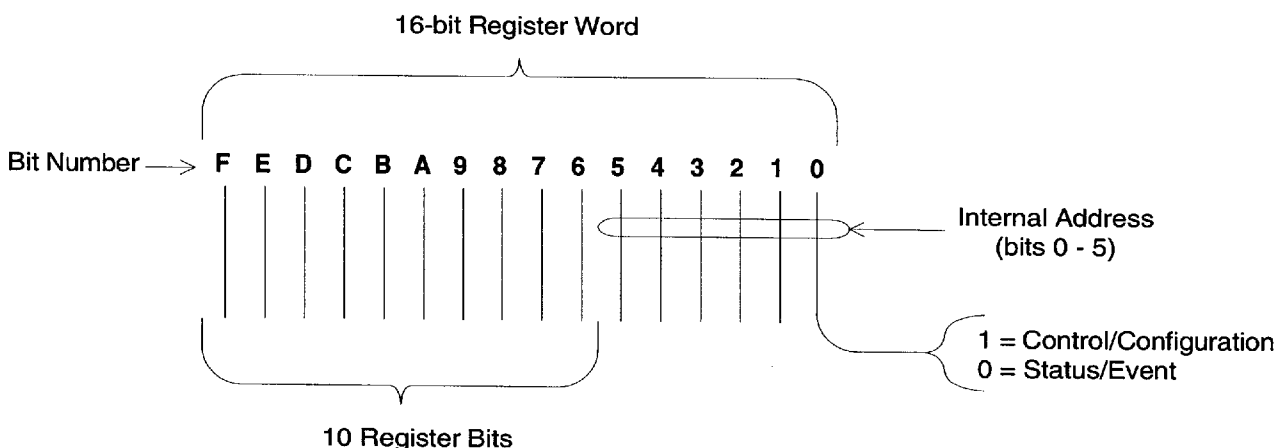 16-bit Register Word
Bit Number
F E D C B A 9 8 7 6 5 4 3 2 1 0
Internal Address
(bits 0 - 5)
1 = Control/Configuration
0 = Status/Event
10 Register Bits